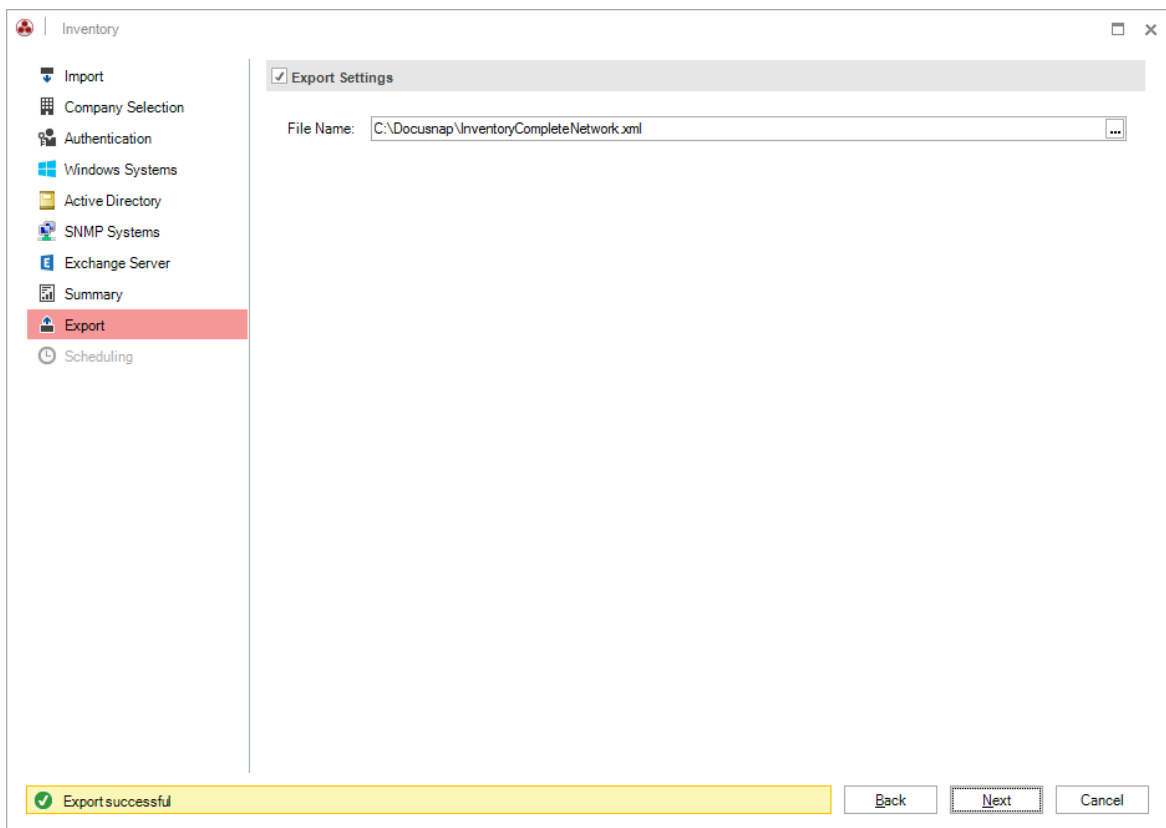 Inventory
Import
Company Selection
Authentication
Windows Systems
Active Directory
SNMP Systems
Exchange Server
Summary
Export
Scheduling
Export Settings
File Name: C:\Docusnap\InventoryCompleteNetwork.xml ...
Export successful
Back Next Cancel